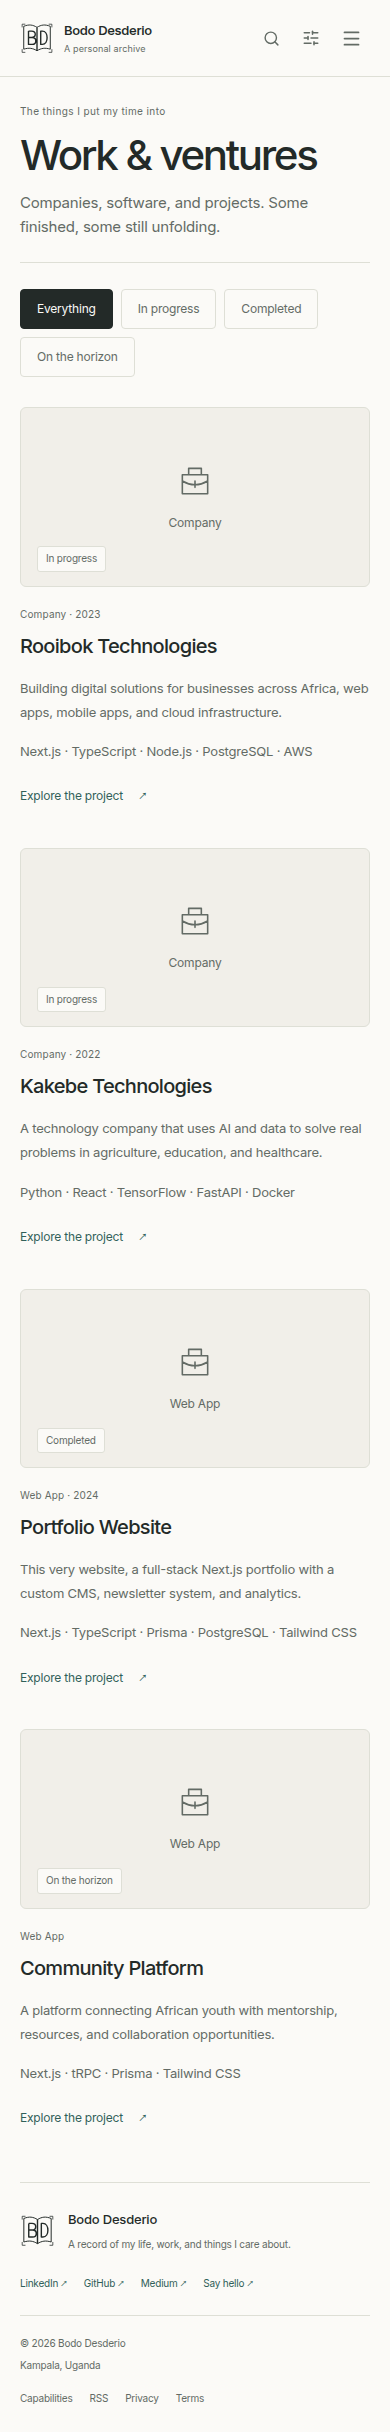 BD
Bodo Desderio
A personal archive
The things I put my time into
Work & ventures
Companies, software, and projects. Some
finished, some still unfolding.
Everything
In progress
Completed
On the horizon
Company
In progress
Company · 2023
Rooibok Technologies
Building digital solutions for businesses across Africa, web
apps, mobile apps, and cloud infrastructure.
Next.js · TypeScript · Node.js · PostgreSQL · AWS
Explore the project ↗
Company
In progress
Company · 2022
Kakebe Technologies
A technology company that uses AI and data to solve real
problems in agriculture, education, and healthcare.
Python · React · TensorFlow · FastAPI · Docker
Explore the project ↗
Web App
Completed
Web App · 2024
Portfolio Website
This very website, a full-stack Next.js portfolio with a
custom CMS, newsletter system, and analytics.
Next.js · TypeScript · Prisma · PostgreSQL · Tailwind CSS
Explore the project ↗
Web App
On the horizon
Web App
Community Platform
A platform connecting African youth with mentorship,
resources, and collaboration opportunities.
Next.js · tRPC · Prisma · Tailwind CSS
Explore the project ↗
BD
Bodo Desderio
A record of my life, work, and things I care about.
LinkedIn ↗ GitHub ↗ Medium ↗ Say hello ↗
© 2026 Bodo Desderio
Kampala, Uganda
Capabilities RSS Privacy Terms